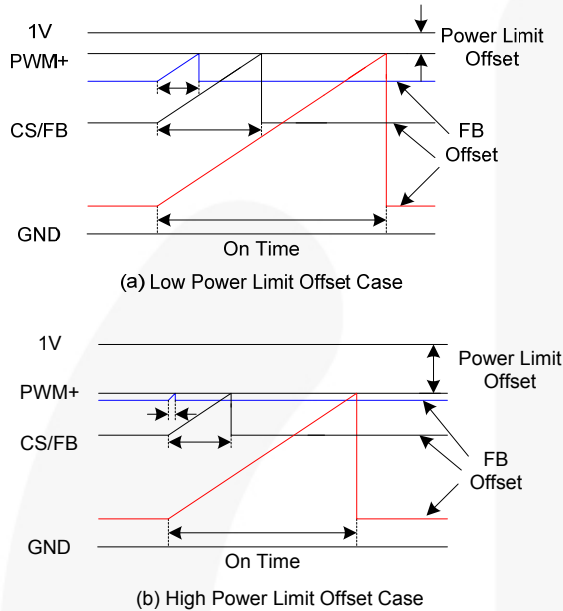 1V
Power Limit
Offset
PWM+
CS/FB
FB
Offset
GND
On Time
(a) Low Power Limit Offset Case
1V
Power Limit
Offset
PWM+
CS/FB
FB
Offset
GND
On Time
(b) High Power Limit Offset Case